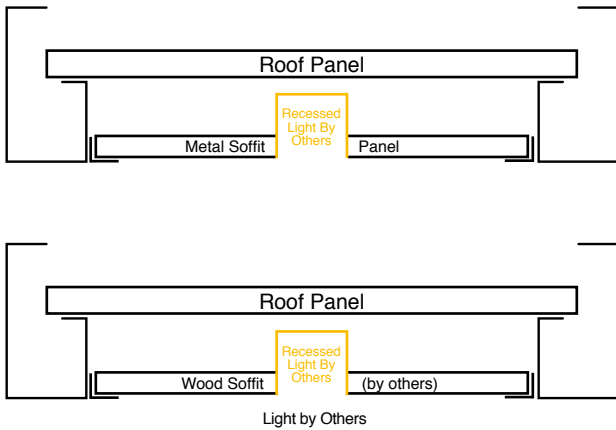 Roof Panel
Recessed
Light By
Others
Metal Soffit
Panel
Roof Panel
Recessed
Light By
Others
Wood Soffit
(by others)
Light by Others